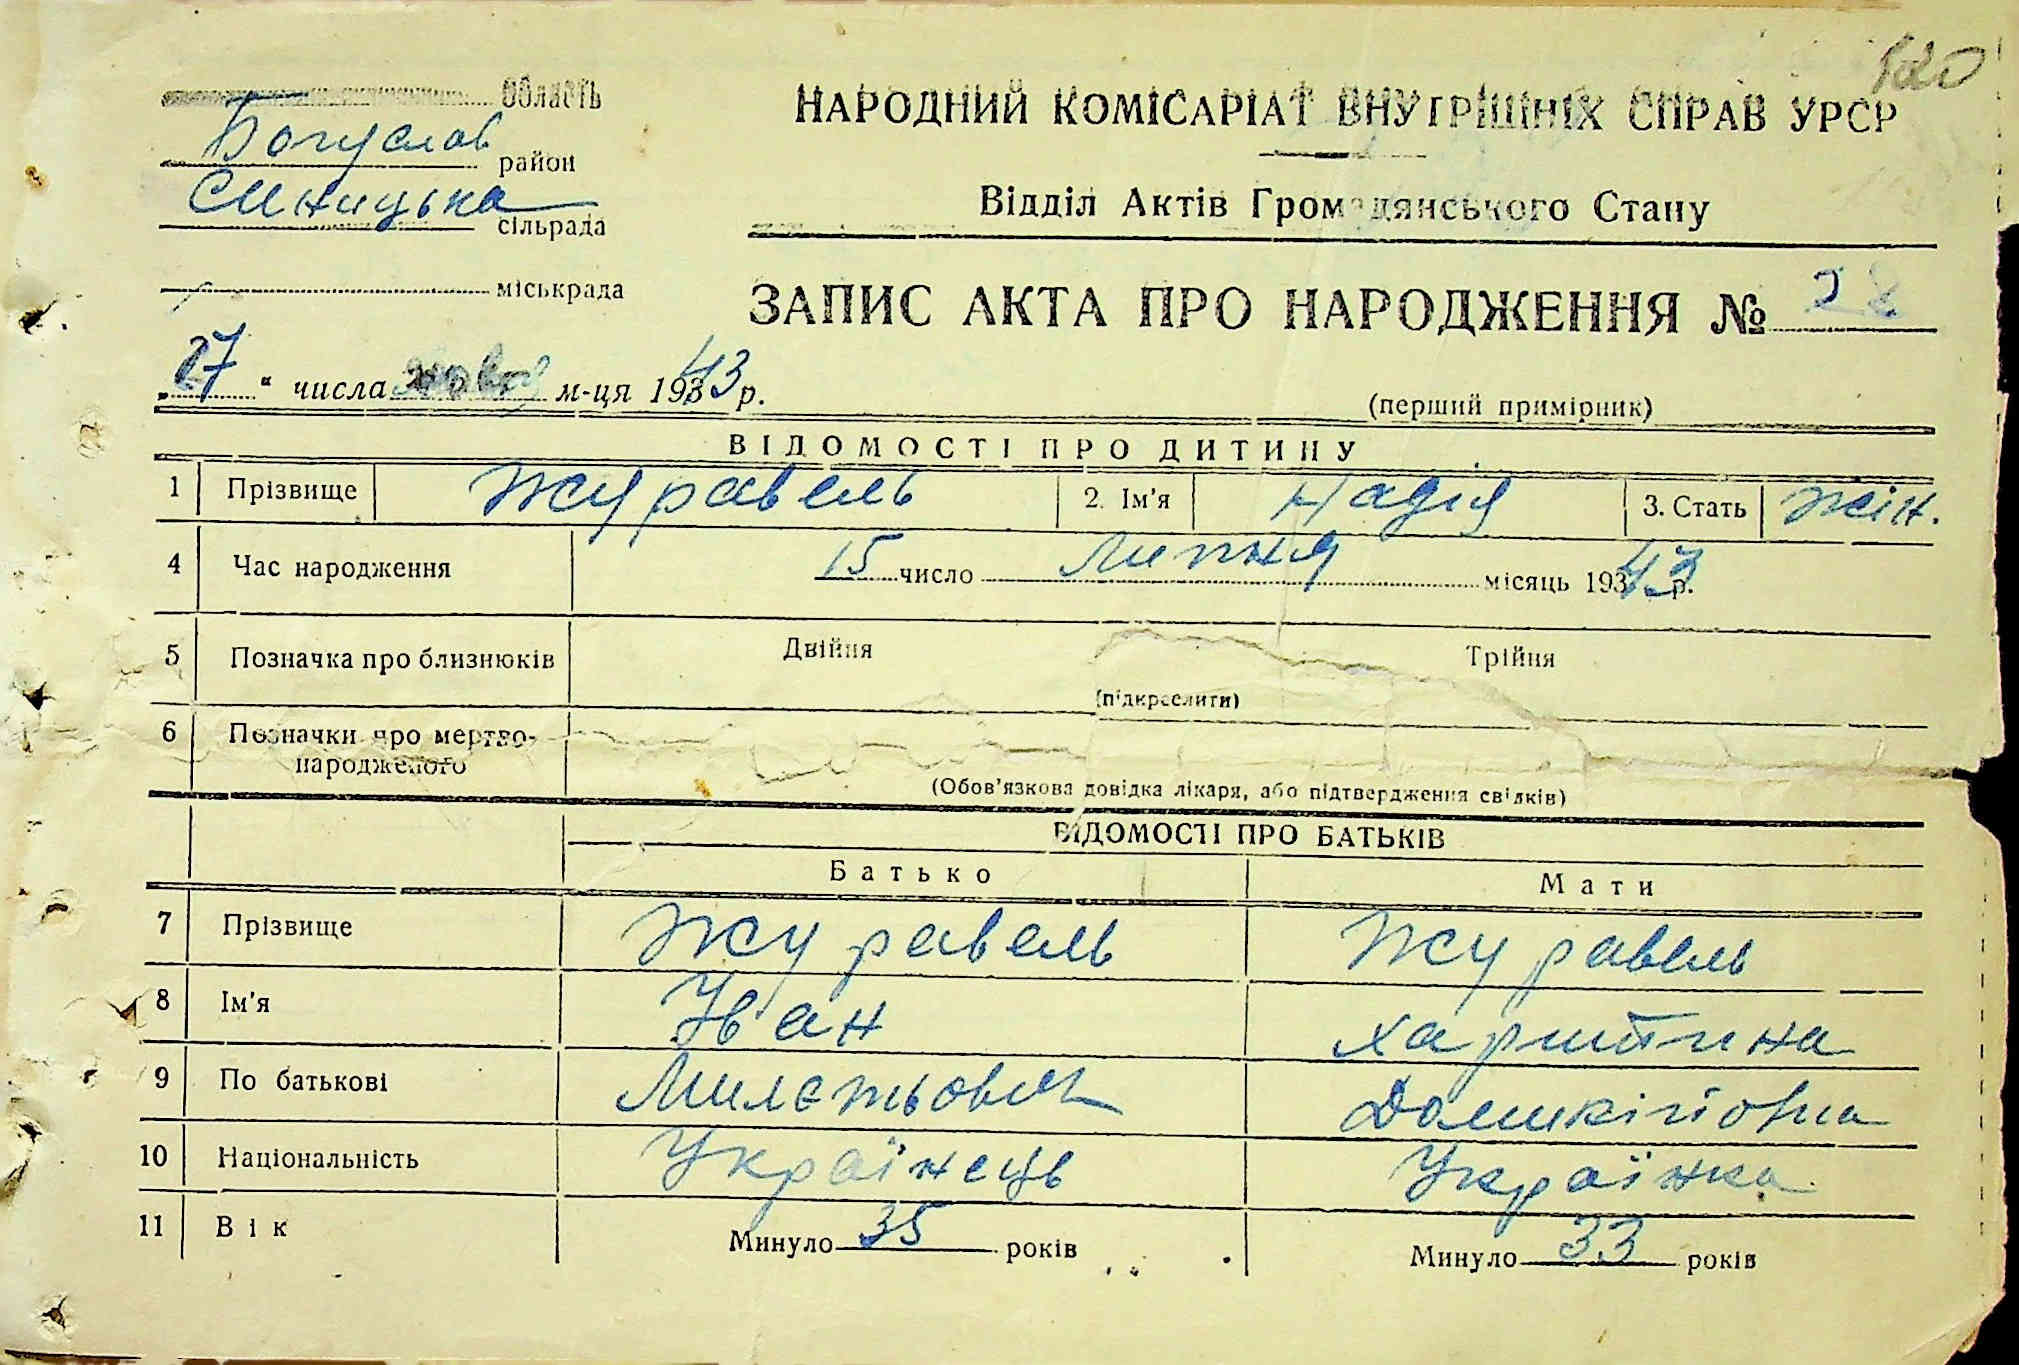 520
Область
Богуслав район
Синицька сільрада
міськрада
НАРОДНИЙ КОМІСАРІАТ ВНУТРІШНІХ СПРАВ УРСР
Відділ Актів Громадянського Стану
ЗАПИС АКТА ПРО НАРОДЖЕННЯ № 28
„27“ числа м-ця 1943 р.
(перший примірник)
ВІДОМОСТІ ПРО ДИТИНУ
1 Прізвище Журавель 2. Ім'я Надія 3. Стать жін.
4 Час народження 15 число Липня місяць 1943 р.
5 Позначка про близнюків Двійня Трійня
(підкреслити)
6 Позначки про мертво-
народженого
(Обов'язкова довідка лікаря, або підтвердження свідків)
ВІДОМОСТІ ПРО БАТЬКІВ
Батько Мати
7 Прізвище Журавель Журавель
8 Ім'я Іван Харитина
9 По батькові
10 Національність Українець Українка
11 Вік Минуло 35 років Минуло 33 років